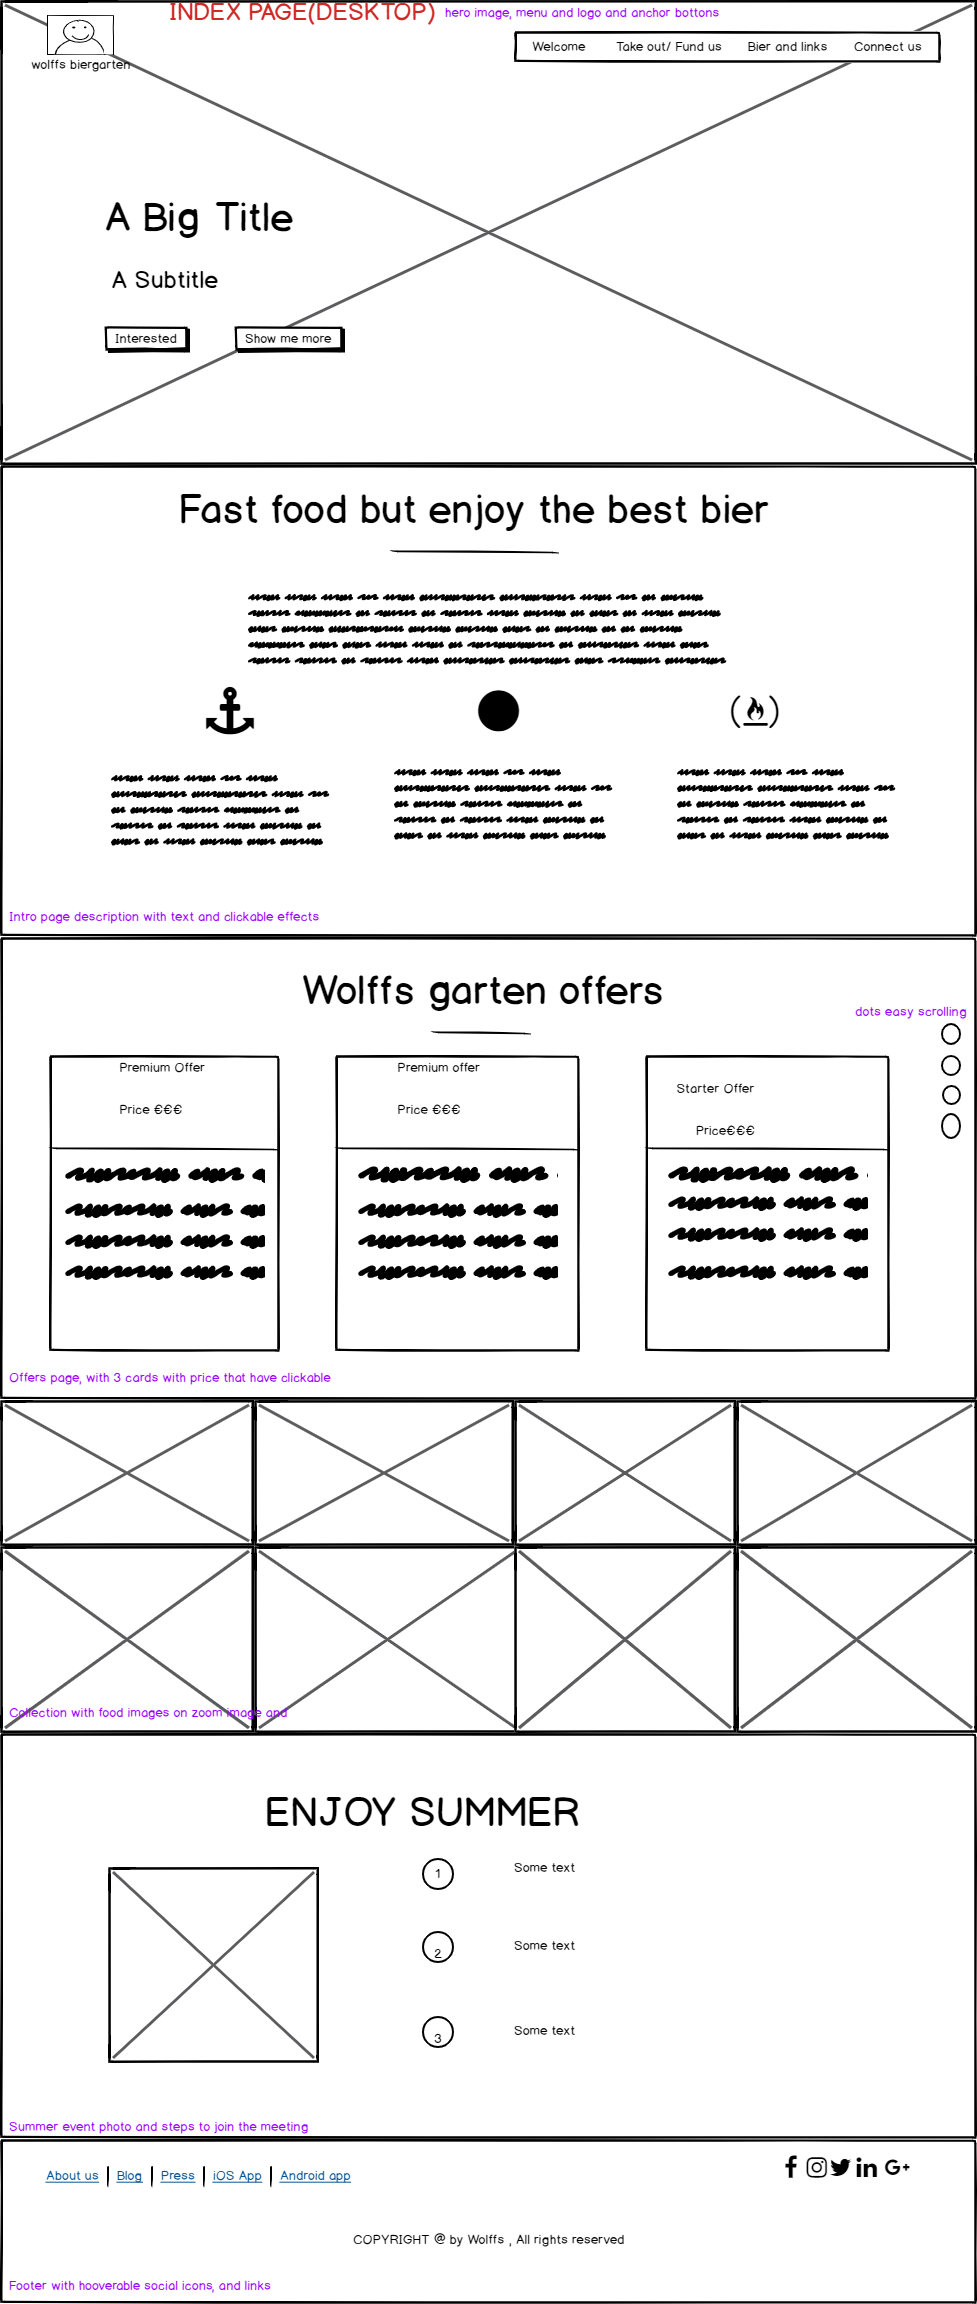 INDEX PAGE(DESKTOP)
hero image, menu and logo and anchor bottons
wolffs biergarten
Welcome
Take out/ Fund us
Bier and links
Connect us
A Big Title
A Subtitle
Interested
Show me more
Fast food but enjoy the best bier
Intro page description with text and clickable effects
Wolffs garten offers
dots easy scrolling
Premium Offer
Price €€€
Premium offer
Price €€€
Starter Offer
Price€€€
Offers page, with 3 cards with price that have clickable
Collection with food images on zoom image and
ENJOY SUMMER
1
Some text
2
Some text
3
Some text
Summer event photo and steps to join the meeting
About us
Blog
Press
iOS App
Android app
COPYRIGHT @ by Wolffs , All rights reserved
Footer with hooverable social icons, and links